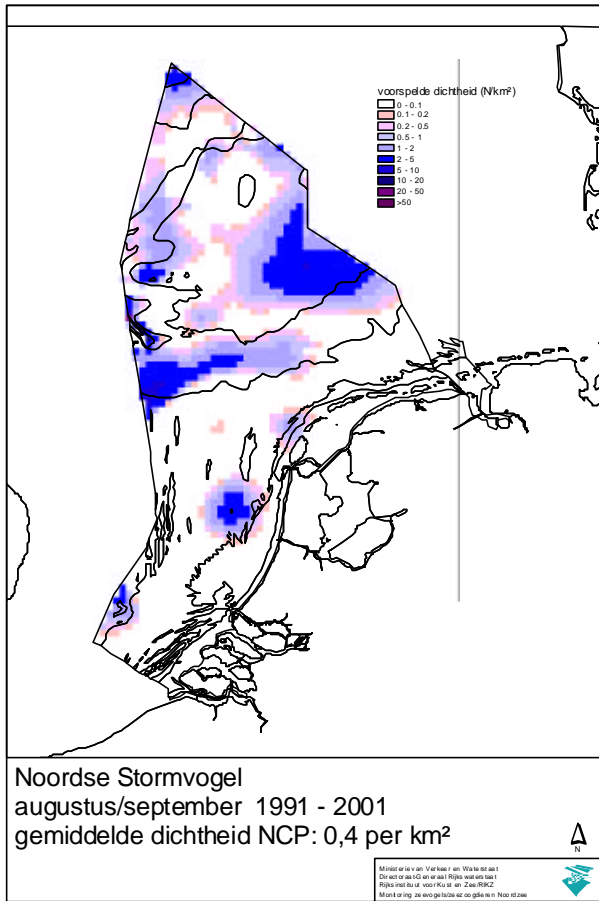 voorspelde dichtheid (N/km²)
0 - 0.1
0.1 - 0.2
0.2 - 0.5
0.5 - 1
1 - 2
2 - 5
5 - 10
10 - 20
20 - 50
>50
Noordse Stormvogel
augustus/september 1991 - 2001
gemiddelde dichtheid NCP: 0,4 per km²
N
Ministerie van Verkeer en Waterstaat
Directoraat-Generaal Rijkswaterstaat
Rijksinstituut voor Kust en Zee/RIKZ
Monitoring zeevogels/zeezoogdieren Noordzee